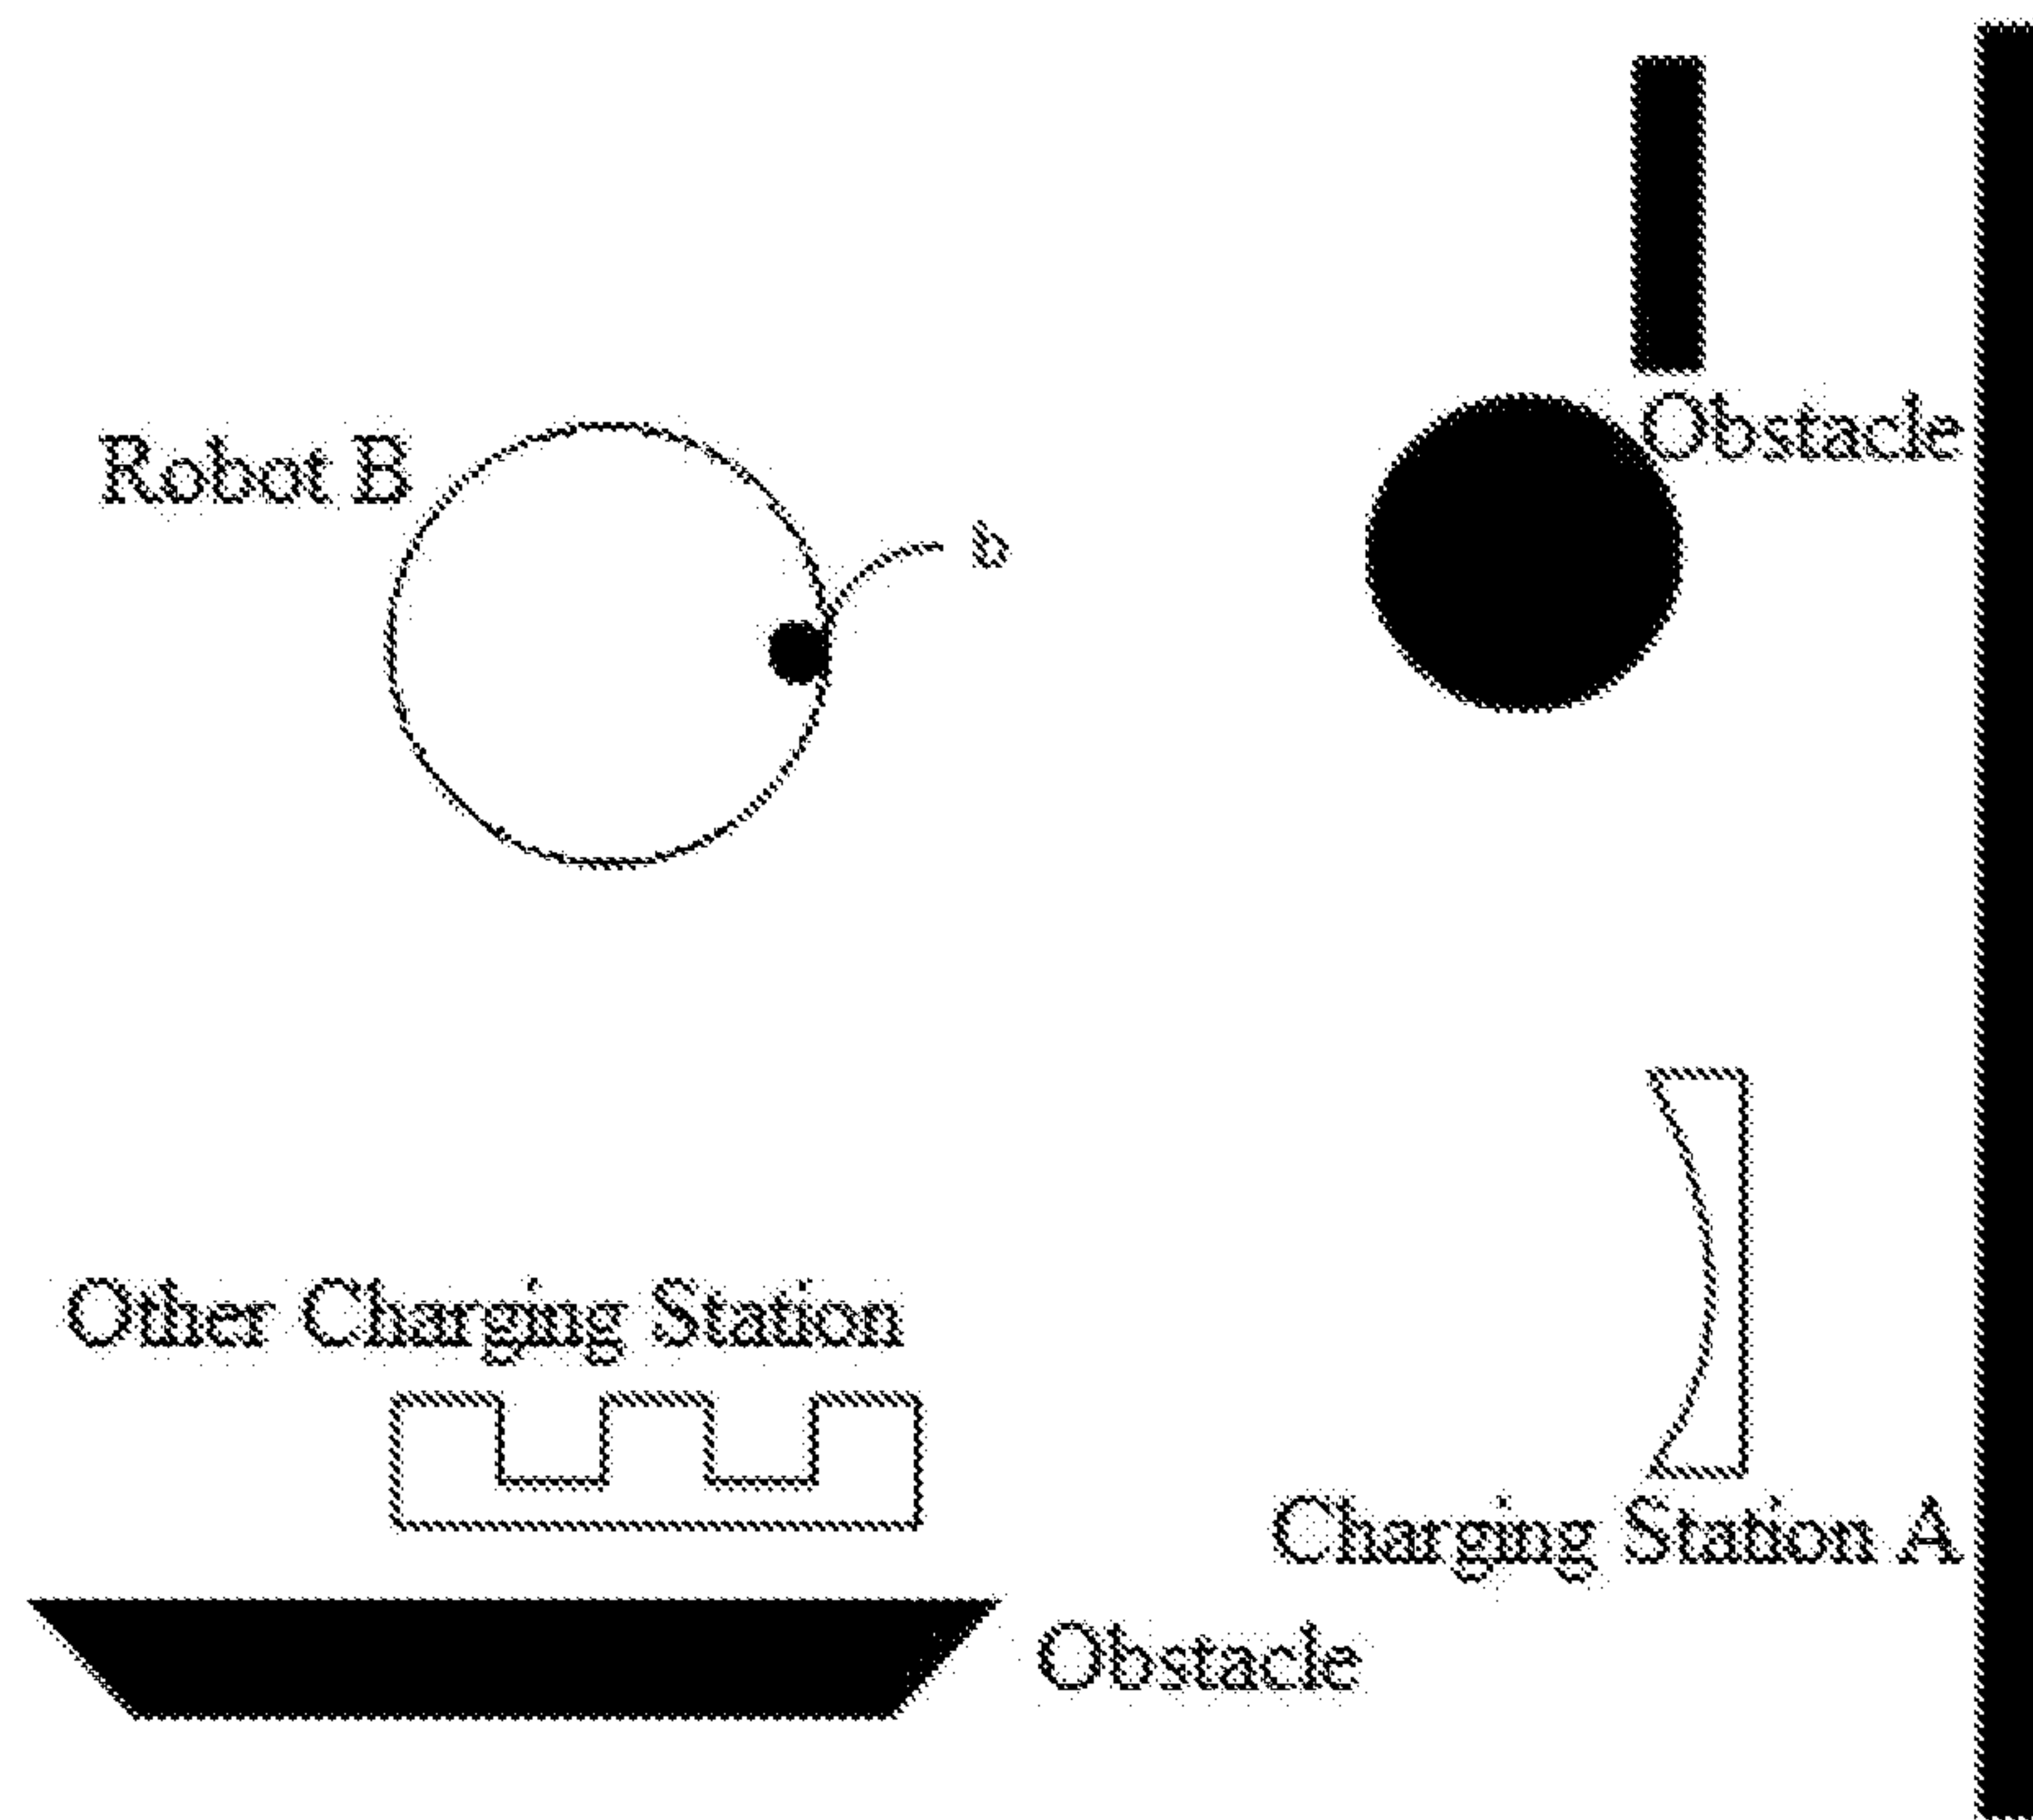 Obstacle
Robot B
b
Other Charging Station
Charging Station A
Obstacle